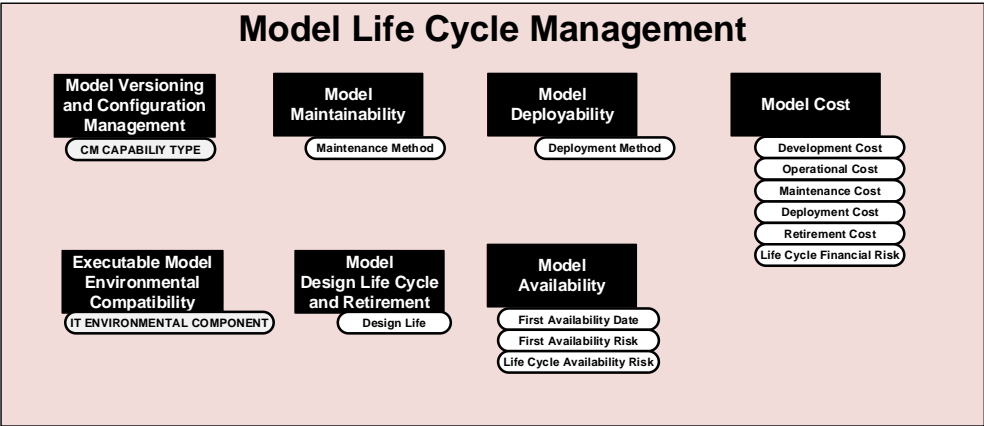 Model Life Cycle Management
Model Versioning
and Configuration
Management
CM CAPABILIY TYPE
Model
Maintainability
Maintenance Method
Model
Deployability
Deployment Method
Model Cost
Development Cost
Operational Cost
Maintenance Cost
Deployment Cost
Retirement Cost
Life Cycle Financial Risk
Executable Model
Environmental
Compatibility
IT ENVIRONMENTAL COMPONENT
Model
Design Life Cycle
and Retirement
Design Life
Model
Availability
First Availability Date
First Availability Risk
Life Cycle Availability Risk